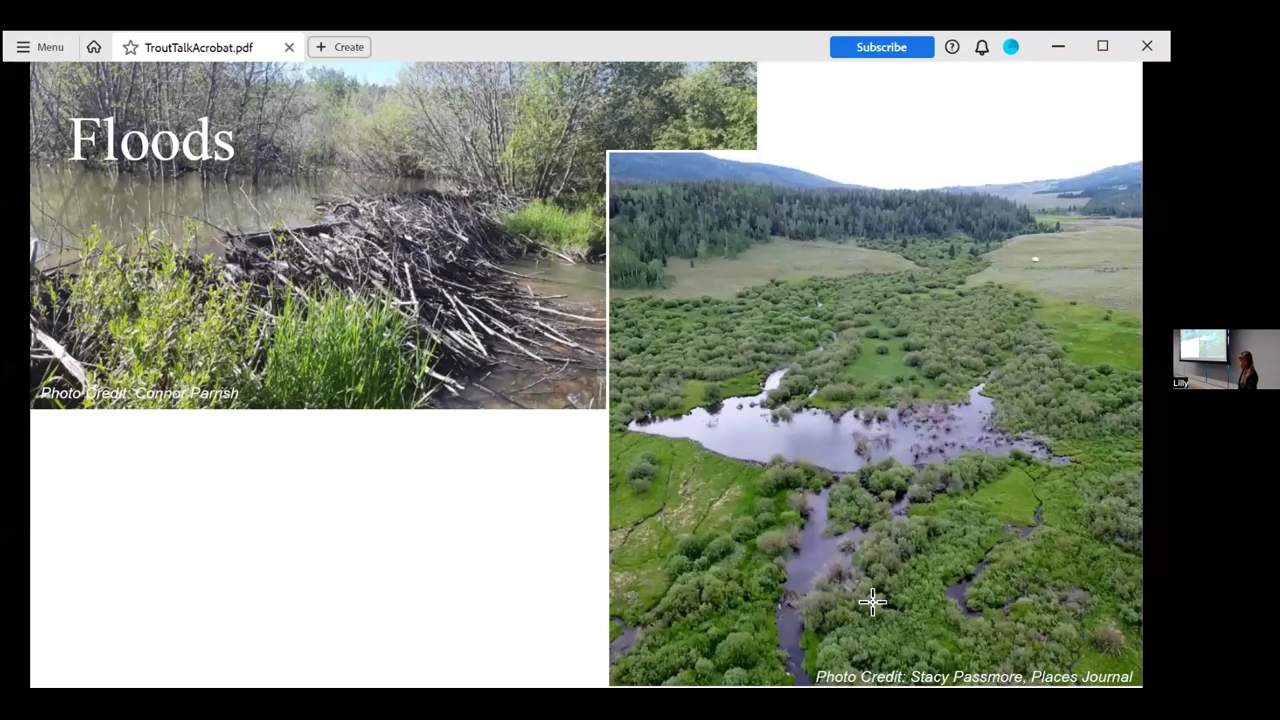 Menu
TroutTalkAcrobat.pdf
Create
Subscribe
Floods
Photo Credit: Connor Parrish
Photo Credit: Stacy Passmore, Places Journal
Lilly